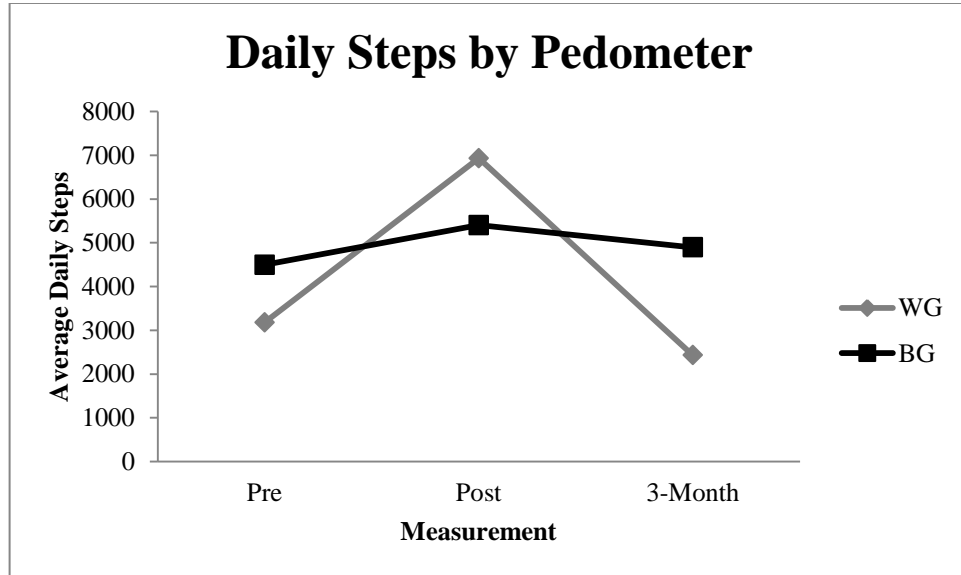 Daily Steps by Pedometer
8000
7000
6000
5000
4000
3000
2000
1000
0
Average Daily Steps
Pre
Post
3-Month
Measurement
WG
BG